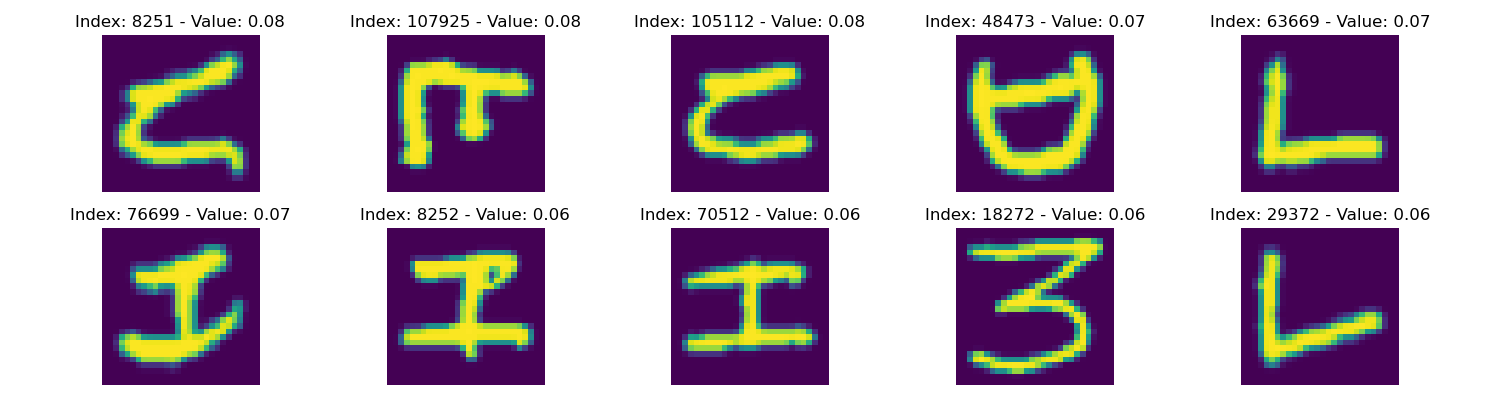 Index: 8251 - Value: 0.08 Index: 107925 - Value: 0.08 Index: 105112 - Value: 0.08 Index: 48473 - Value: 0.07 Index: 63669 - Value: 0.07
L
Index: 76699 - Value: 0.07 Index: 8252 - Value: 0.06 Index: 70512 - Value: 0.06 Index: 18272 - Value: 0.06 Index: 29372 - Value: 0.06
I I 3 L